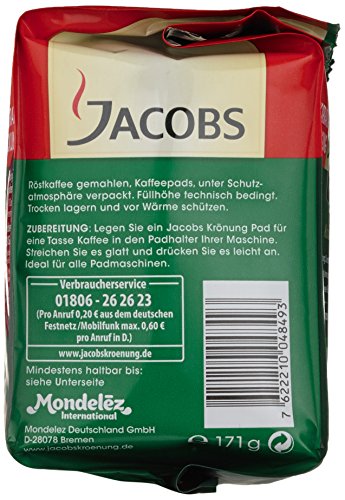 JACOBS
Röstkaffee gemahlen, Kaffeepads, unter Schutz-
atmosphäre verpackt. Füllhöhe technisch bedingt.
Trocken lagern und vor Wärme schützen.
ZUBEREITUNG: Legen Sie ein Jacobs Krönung Pad für
eine Tasse Kaffee in den Padhalter Ihrer Maschine.
Streichen Sie es glatt und drücken Sie es leicht an.
Ideal für alle Padmaschinen.
Verbraucherservice
01806 - 26 26 23
(Pro Anruf 0,20 € aus dem deutschen
Festnetz/Mobilfunk max. 0,60 €
pro Anruf in D.)
www.jacobskroenung.de
Mindestens haltbar bis:
siehe Unterseite
Mondelēz
International
Mondelez Deutschland GmbH
D-28078 Bremen
www.jacobskroenung.de
7622210048493
℮ 171g